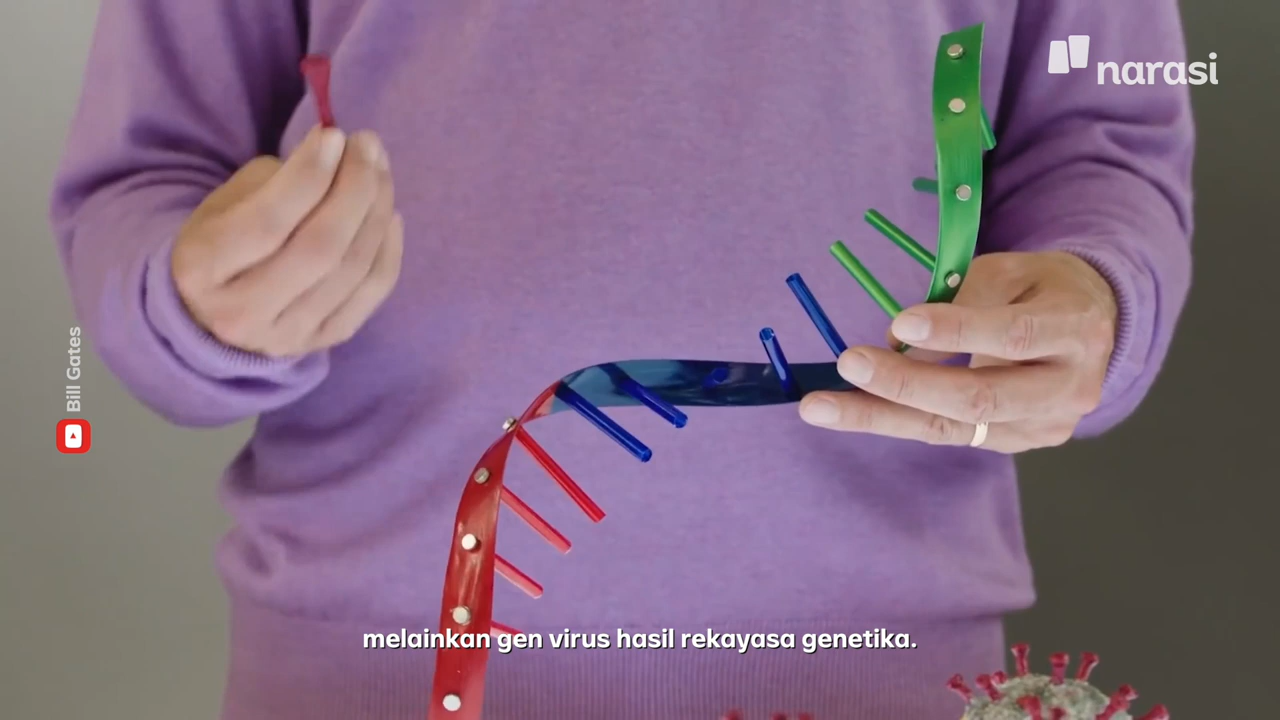 narasi
Bill Gates
melainkan gen virus hasil rekayasa genetika.